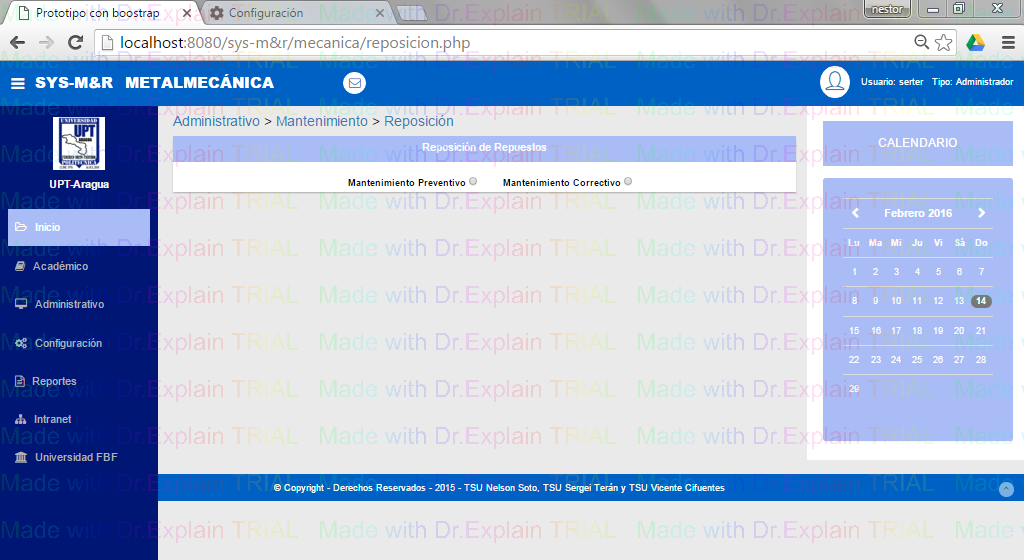 Prototipo con boostrap
Configuración
nestor
localhost:8080/sys-m&r/mecanica/reposicion.php
SYS-M&R METALMECÁNICA
Usuario: serter Tipo: Administrador
UNIVERSIDAD
UPT
ARAGUA
POLITECNICA
UPT-Aragua
Inicio
Académico
Administrativo
Configuración
Reportes
Intranet
Universidad FBF
Administrativo > Mantenimiento > Reposición
Reposición de Repuestos
Mantenimiento Preventivo Mantenimiento Correctivo
CALENDARIO
Febrero 2016
Lu Ma Mi Ju Vi Sá Do
1 2 3 4 5 6 7
8 9 10 11 12 13 14
15 16 17 18 19 20 21
22 23 24 25 26 27 28
29
© Copyright - Derechos Reservados - 2015 - TSU Nelson Soto, TSU Sergei Terán y TSU Vicente Cifuentes
Made with Dr.Explain TRIAL